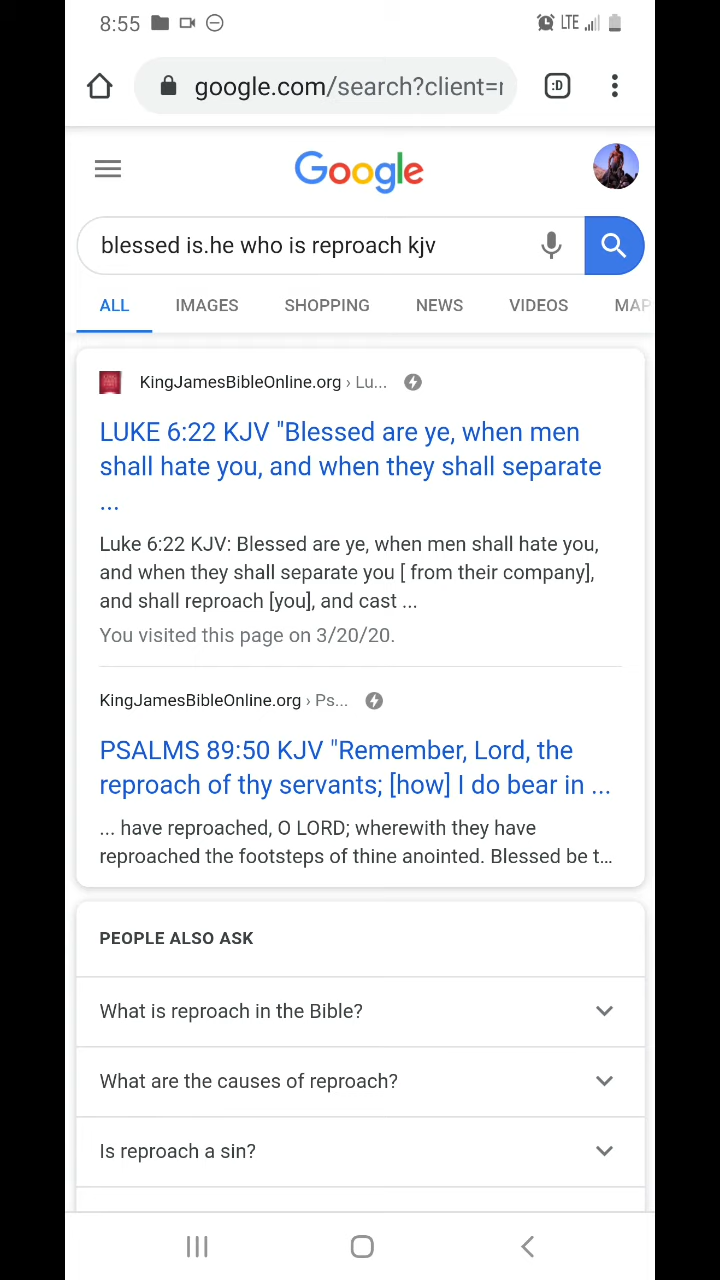 8:55 LTE
google.com/search?client=r :D
Google
blessed is.he who is reproach kjv
ALL IMAGES SHOPPING NEWS VIDEOS MAP
KingJamesBibleOnline.org › Lu...
LUKE 6:22 KJV "Blessed are ye, when men
shall hate you, and when they shall separate
...
Luke 6:22 KJV: Blessed are ye, when men shall hate you,
and when they shall separate you [ from their company],
and shall reproach [you], and cast ...
You visited this page on 3/20/20.
KingJamesBibleOnline.org › Ps...
PSALMS 89:50 KJV "Remember, Lord, the
reproach of thy servants; [how] I do bear in ...
... have reproached, O LORD; wherewith they have
reproached the footsteps of thine anointed. Blessed be t...
PEOPLE ALSO ASK
What is reproach in the Bible?
What are the causes of reproach?
Is reproach a sin?